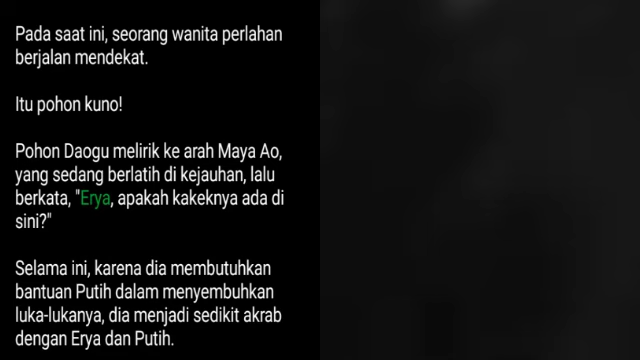 Pada saat ini, seorang wanita perlahan
berjalan mendekat.
Itu pohon kuno!
Pohon Daogu melirik ke arah Maya Ao,
yang sedang berlatih di kejauhan, lalu
berkata, "Erya, apakah kakeknya ada di
sini?"
Selama ini, karena dia membutuhkan
bantuan Putih dalam menyembuhkan
luka-lukanya, dia menjadi sedikit akrab
dengan Erya dan Putih.